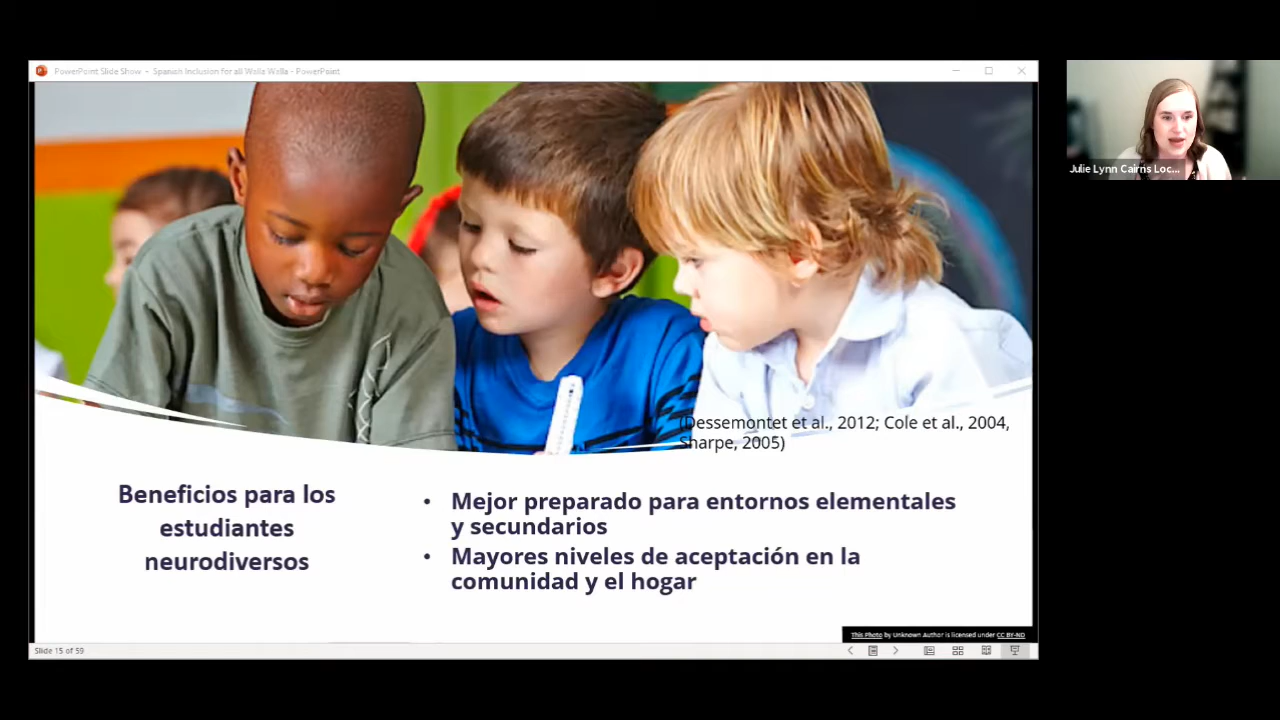 PowerPoint Slide Show - Spanish Inclusion for all Walla Walla - PowerPoint
Julie Lynn Cairns Loc...
(Dessemontet et al., 2012; Cole et al., 2004,
Sharpe, 2005)
Beneficios para los
estudiantes
neurodiversos
• Mejor preparado para entornos elementales
y secundarios
• Mayores niveles de aceptación en la
comunidad y el hogar
This Photo by Unknown Author is licensed under CC BY-ND
Slide 15 of 59